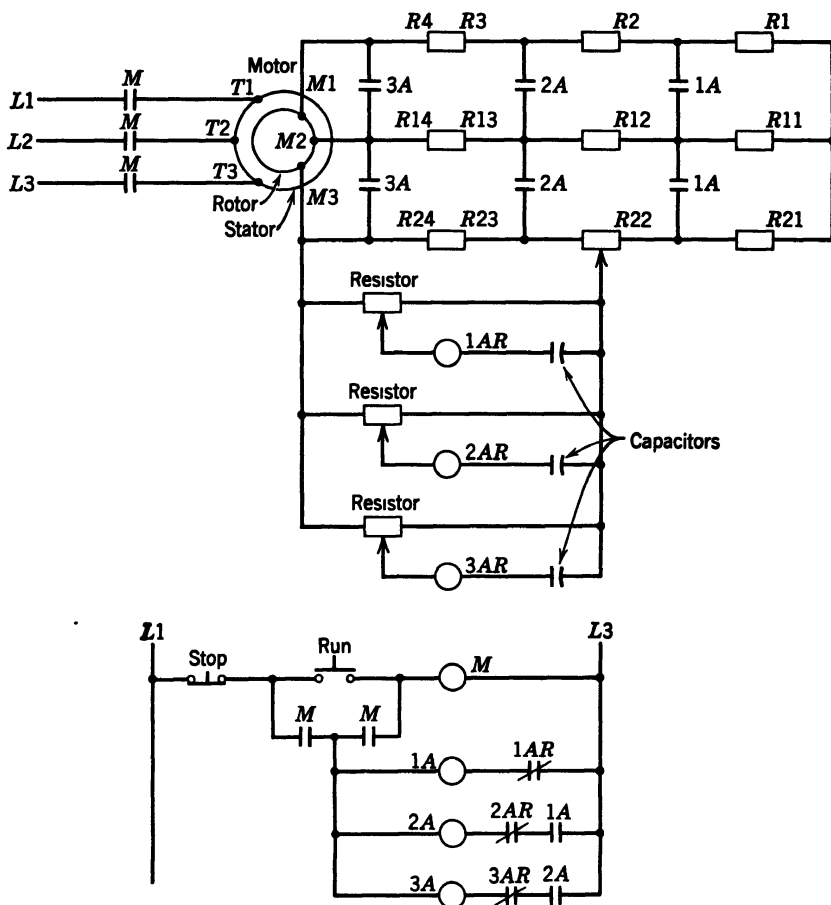 R4 R3 R2 R1
Motor
M
T1
M1
3A 2A 1A
L1
M
R14 R13 R12 R11
L2
T2
M2
M
L3
T3
M3
3A 2A 1A
Rotor
Stator
R24 R23 R22 R21
Resistor
1AR
Resistor
Capacitors
2AR
Resistor
3AR
L1 L3
Stop Run M
M M
1A 1AR
2A 2AR 1A
3A 3AR 2A